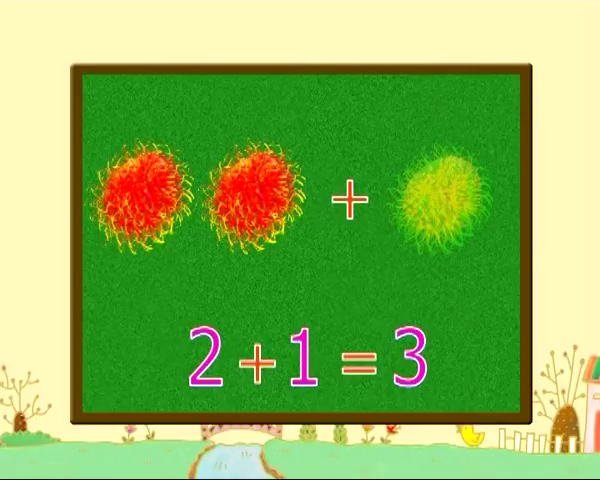 +
2 + 1 = 3